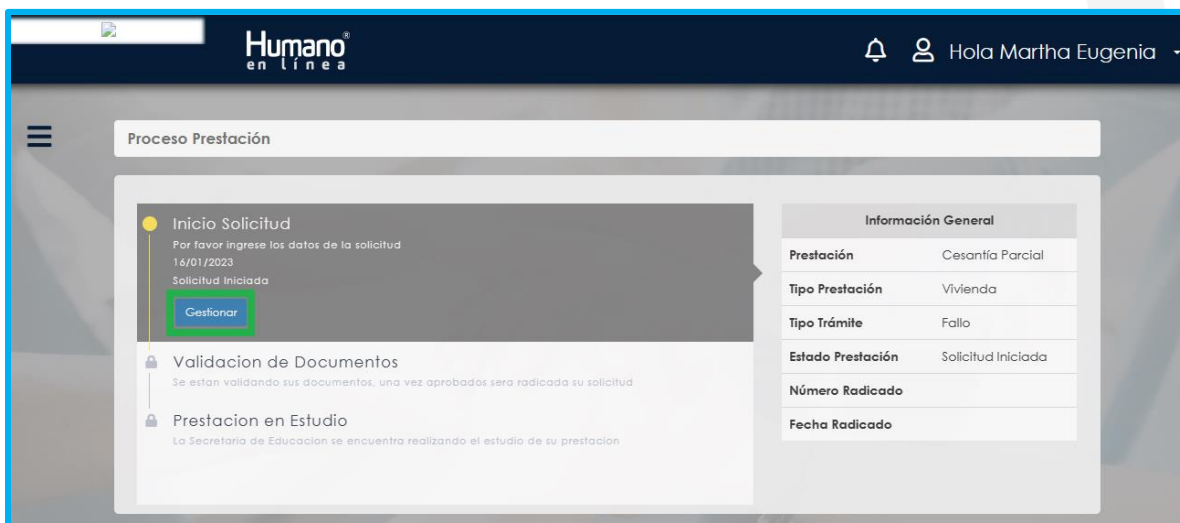 Humano®
en línea
Hola Martha Eugenia
Proceso Prestación
Inicio Solicitud
Por favor ingrese los datos de la solicitud
16/01/2023
Solicitud Iniciada
Gestionar
Validacion de Documentos
Se estan validando sus documentos, una vez aprobados sera radicada su solicitud
Prestacion en Estudio
La Secretaria de Educacion se encuentra realizando el estudio de su prestacion
Información General
Prestación Cesantía Parcial
Tipo Prestación Vivienda
Tipo Trámite Fallo
Estado Prestación Solicitud Iniciada
Número Radicado
Fecha Radicado